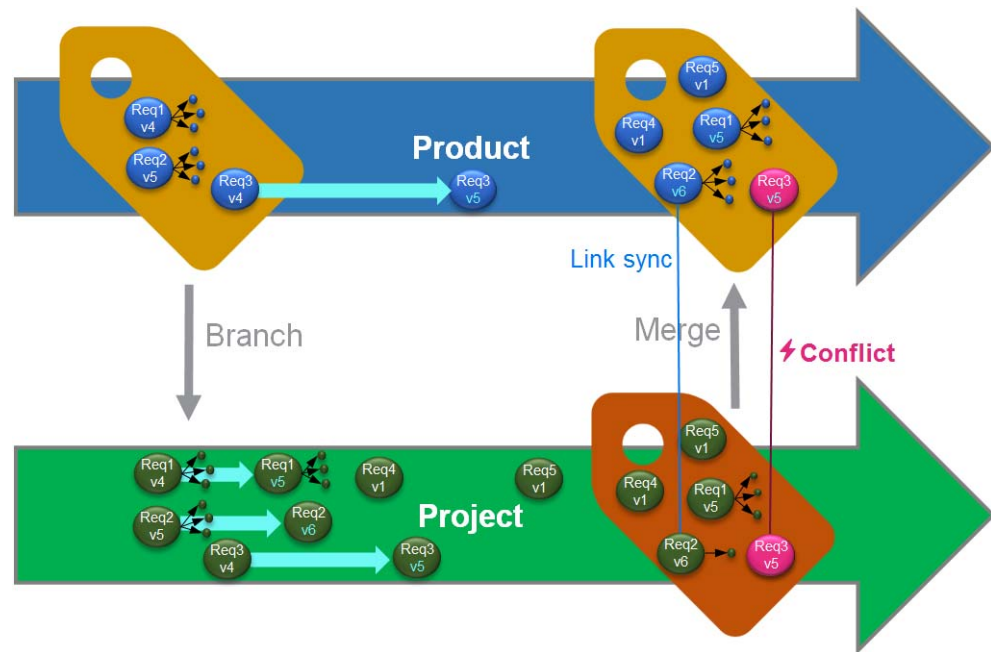 Req1
v4
Req2
v5
Req3
v4
Product
Req3
v5
Req5
v1
Req4
v1
Req1
v5
Req2
v6
Req3
v5
Link sync
Branch
Merge
Conflict
Req1
v4
Req1
v5
Req4
v1
Req5
v1
Req2
v5
Req2
v6
Project
Req3
v4
Req3
v5
Req5
v1
Req4
v1
Req1
v5
Req2
v6
Req3
v5